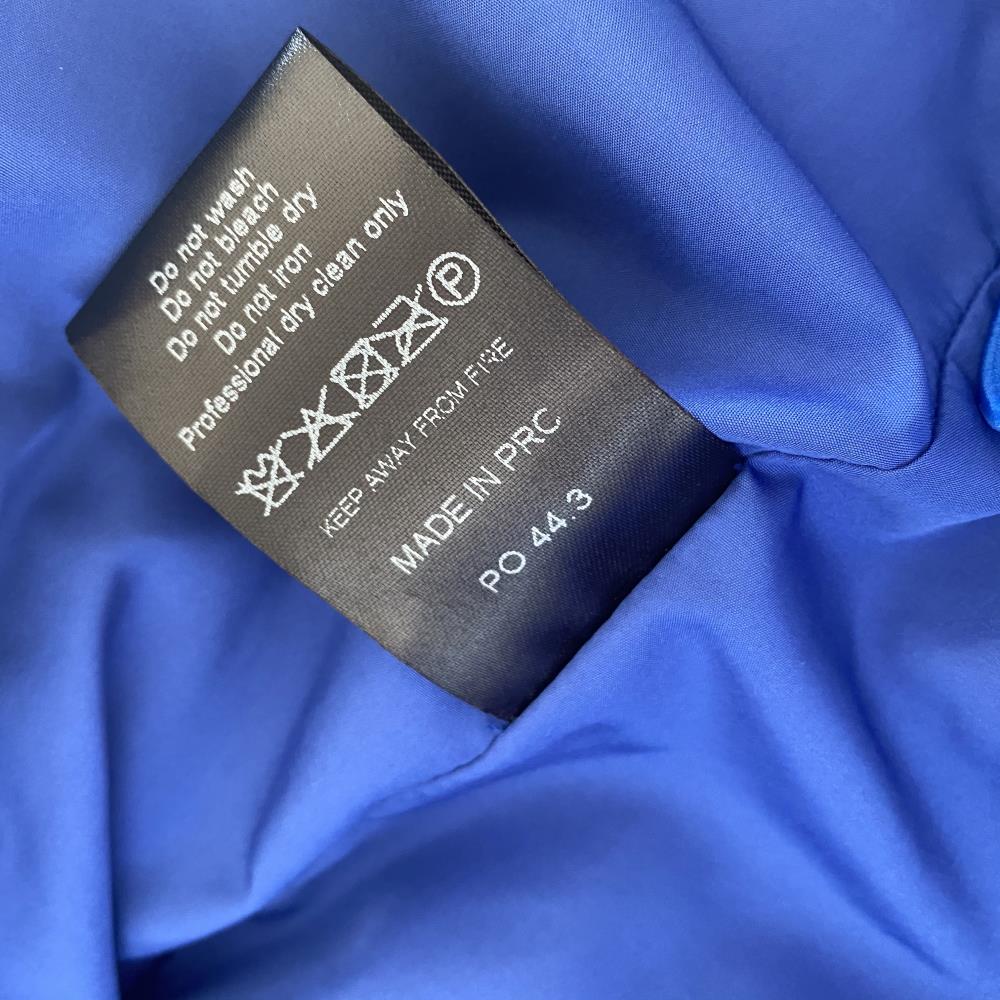 Do not wash
Do not bleach
Do not tumble dry
Do not iron
Professional dry clean only
P
KEEP AWAY FROM FIRE
MADE IN PRC
PO 44.3